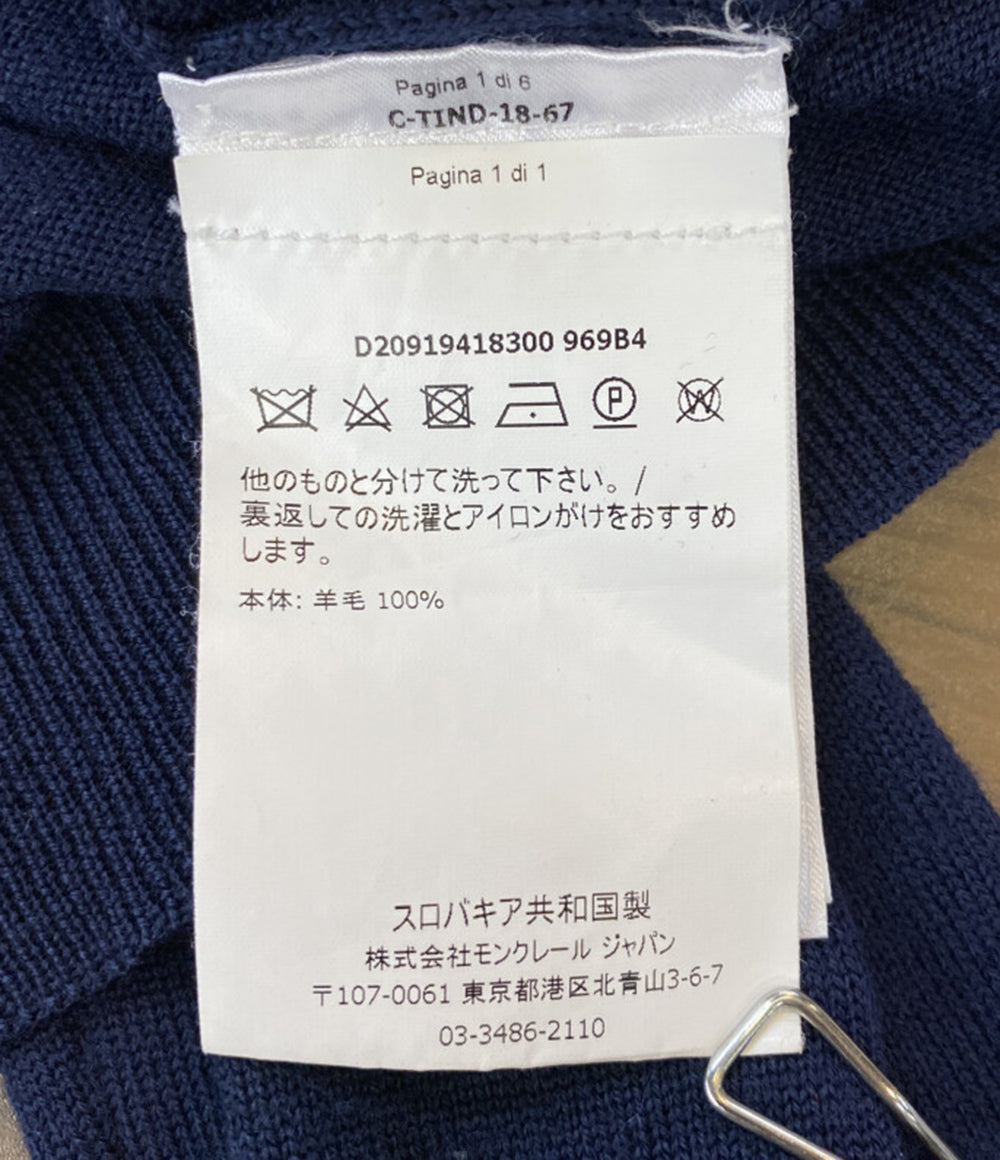 Pagina 1 di 6
C-TIND-18-67
Pagina 1 di 1
D20919418300 969B4
P W
他のものと分けて洗って下さい。/
裏返しての洗濯とアイロンがけをおすすめ
します。
本体: 羊毛 100%
スロバキア共和国製
株式会社モンクレール ジャパン
〒107-0061 東京都港区北青山3-6-7
03-3486-2110